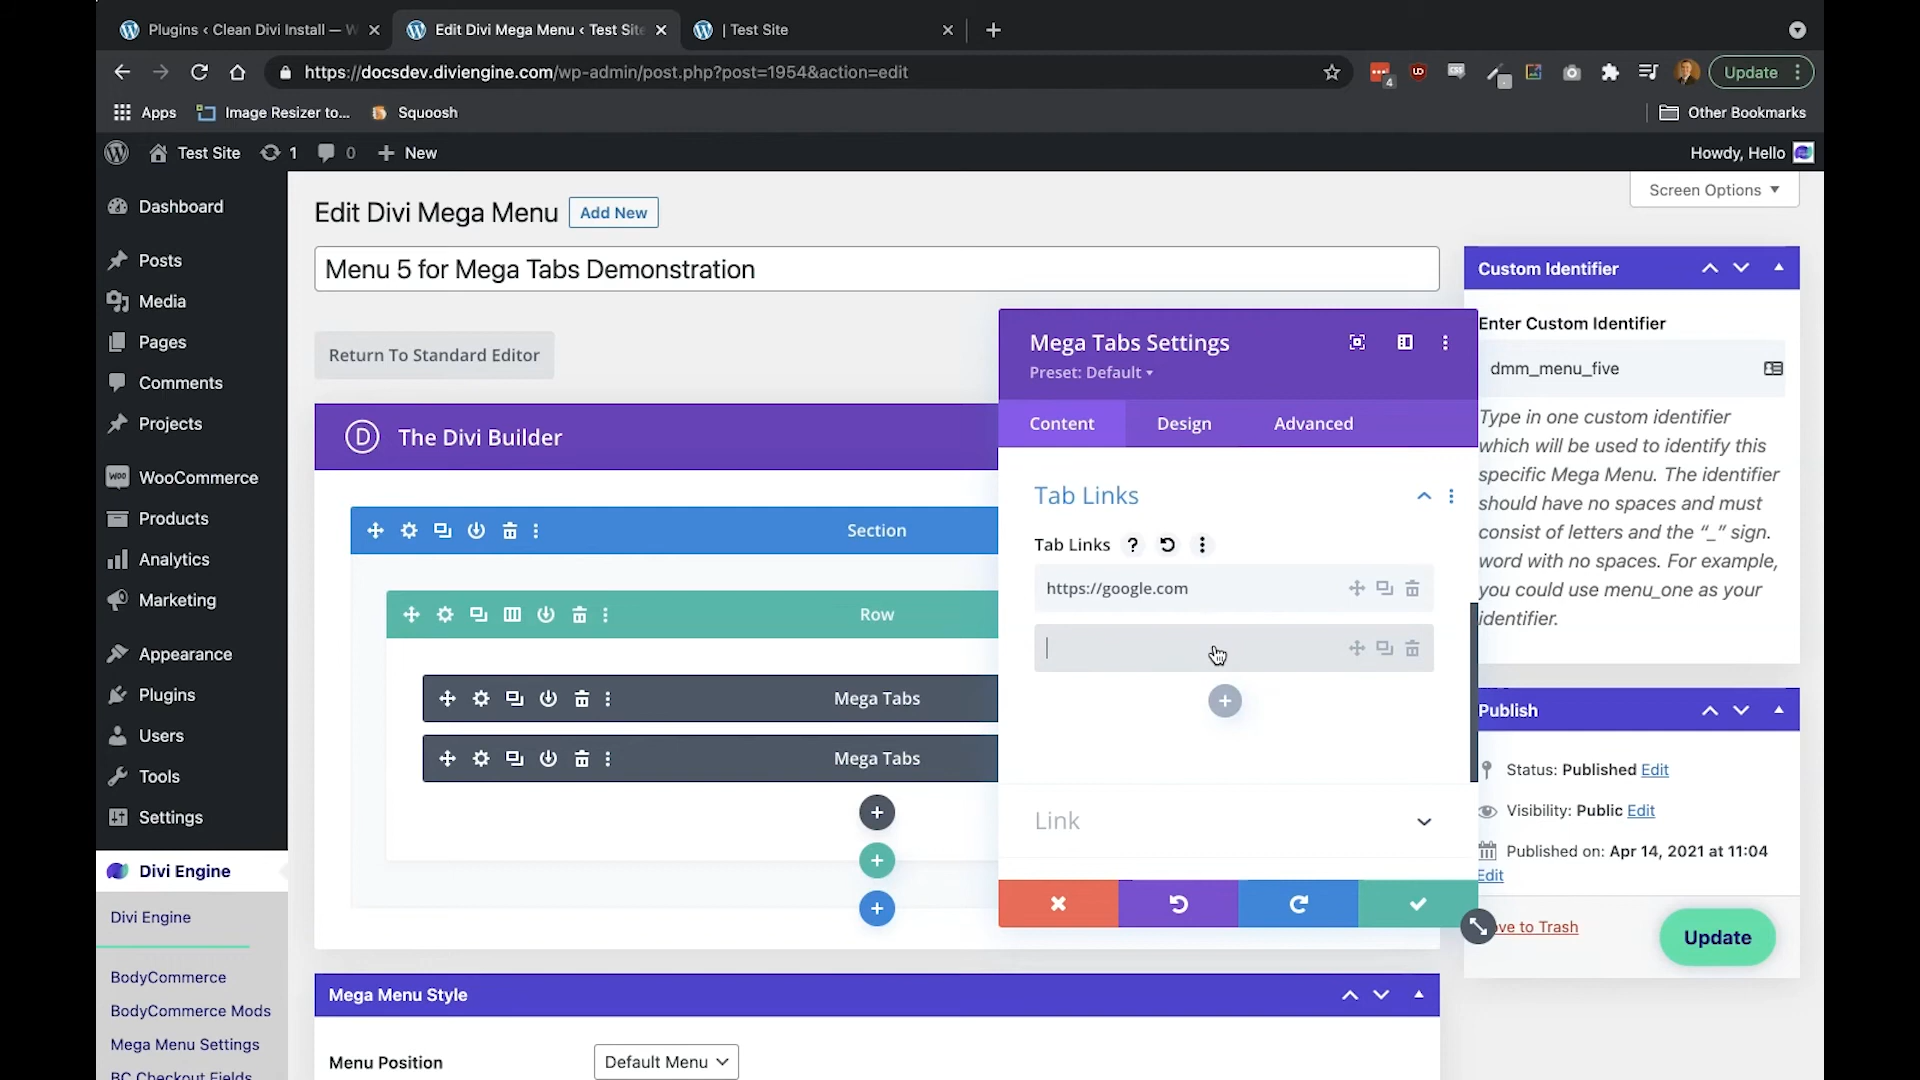 Plugins ‹ Clean Divi Install — W
Edit Divi Mega Menu ‹ Test Site
| Test Site
https://docsdev.diviengine.com/wp-admin/post.php?post=1954&action=edit
4
Update
Apps
Image Resizer to...
Squoosh
Other Bookmarks
Test Site
1
0
New
Howdy, Hello
Screen Options
Dashboard
Posts
Media
Pages
Comments
Projects
WooCommerce
Products
Analytics
Marketing
Appearance
Plugins
Users
Tools
Settings
Divi Engine
Divi Engine
BodyCommerce
BodyCommerce Mods
Mega Menu Settings
BC Checkout Fields
Edit Divi Mega Menu
Add New
Menu 5 for Mega Tabs Demonstration
Return To Standard Editor
The Divi Builder
Section
Row
Mega Tabs
Mega Tabs
Mega Menu Style
Menu Position
Default Menu
Mega Tabs Settings
Preset: Default
Content
Design
Advanced
Tab Links
Tab Links
https://google.com
Link
Custom Identifier
Enter Custom Identifier
dmm_menu_five
Type in one custom identifier
which will be used to identify this
specific Mega Menu. The identifier
should have no spaces and must
consist of letters and the “_” sign.
word with no spaces. For example,
you could use menu_one as your
identifier.
Publish
Status: Published Edit
Visibility: Public Edit
Published on: Apr 14, 2021 at 11:04
Edit
ve to Trash
Update